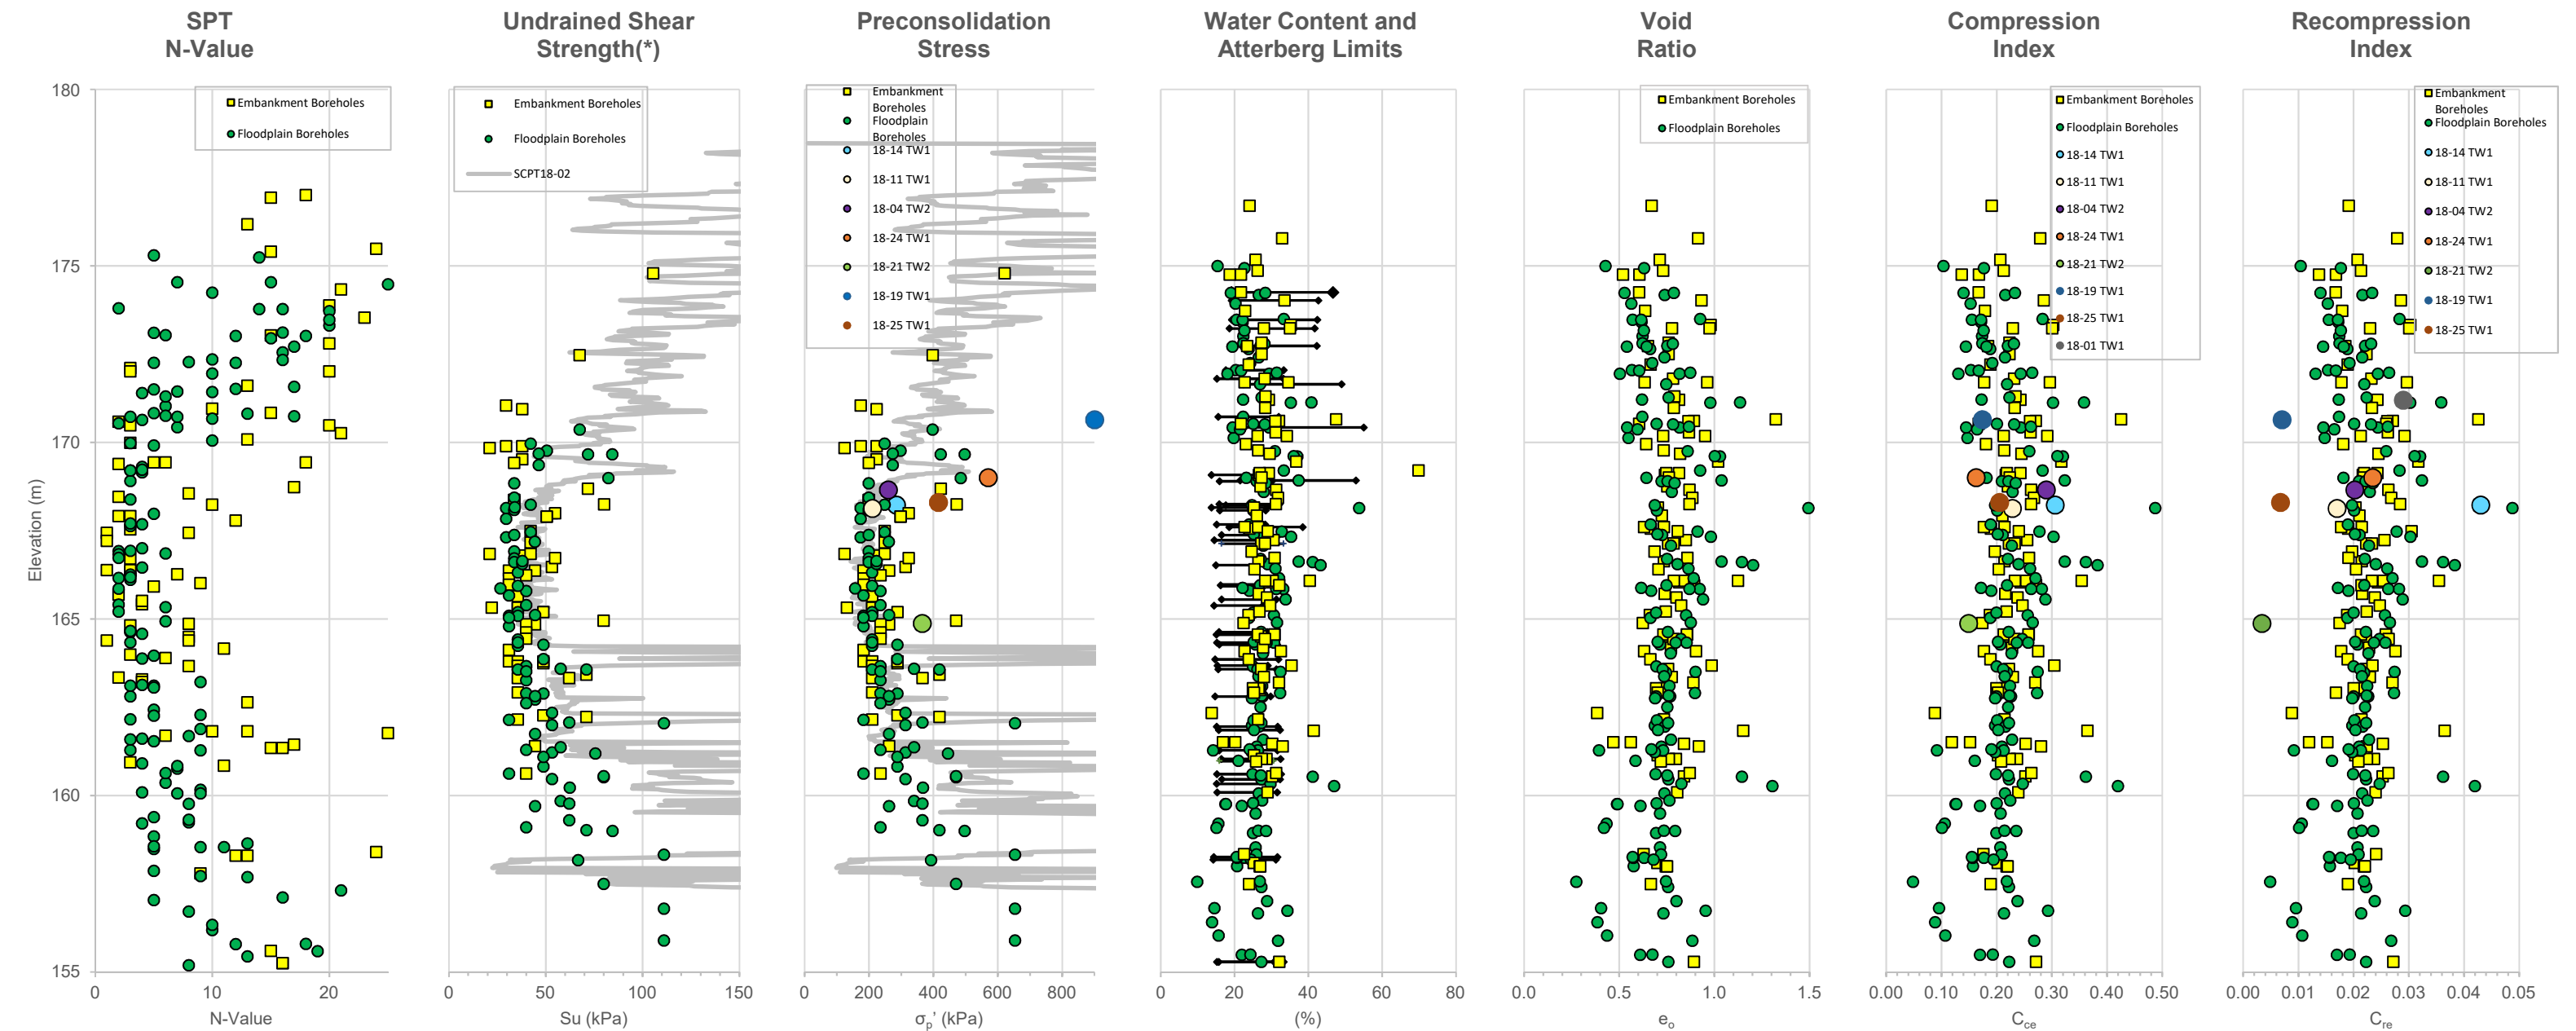 SPT
N-Value
Undrained Shear
Strength(*)
Preconsolidation
Stress
Water Content and
Atterberg Limits
Void
Ratio
Compression
Index
Recompression
Index
Elevation (m)
180
175
170
165
160
155
Embankment Boreholes
Floodplain Boreholes
0 10 20
N-Value
Embankment Boreholes
Floodplain Boreholes
SCPT18-02
0 50 100 150
Su (kPa)
Embankment
Boreholes
Floodplain
Boreholes
18-14 TW1
18-11 TW1
18-04 TW2
18-24 TW1
18-21 TW2
18-19 TW1
18-25 TW1
0 200 400 600 800
σp' (kPa)
0 20 40 60 80
(%)
Embankment Boreholes
Floodplain Boreholes
0.0 0.5 1.0 1.5
eo
Embankment Boreholes
Floodplain Boreholes
18-14 TW1
18-11 TW1
18-04 TW2
18-24 TW1
18-21 TW2
18-19 TW1
18-25 TW1
18-01 TW1
0.00 0.10 0.20 0.30 0.40 0.50
Cce
Embankment
Boreholes
Floodplain Boreholes
18-14 TW1
18-11 TW1
18-04 TW2
18-24 TW1
18-21 TW2
18-19 TW1
18-25 TW1
0.00 0.01 0.02 0.03 0.04 0.05
Cre